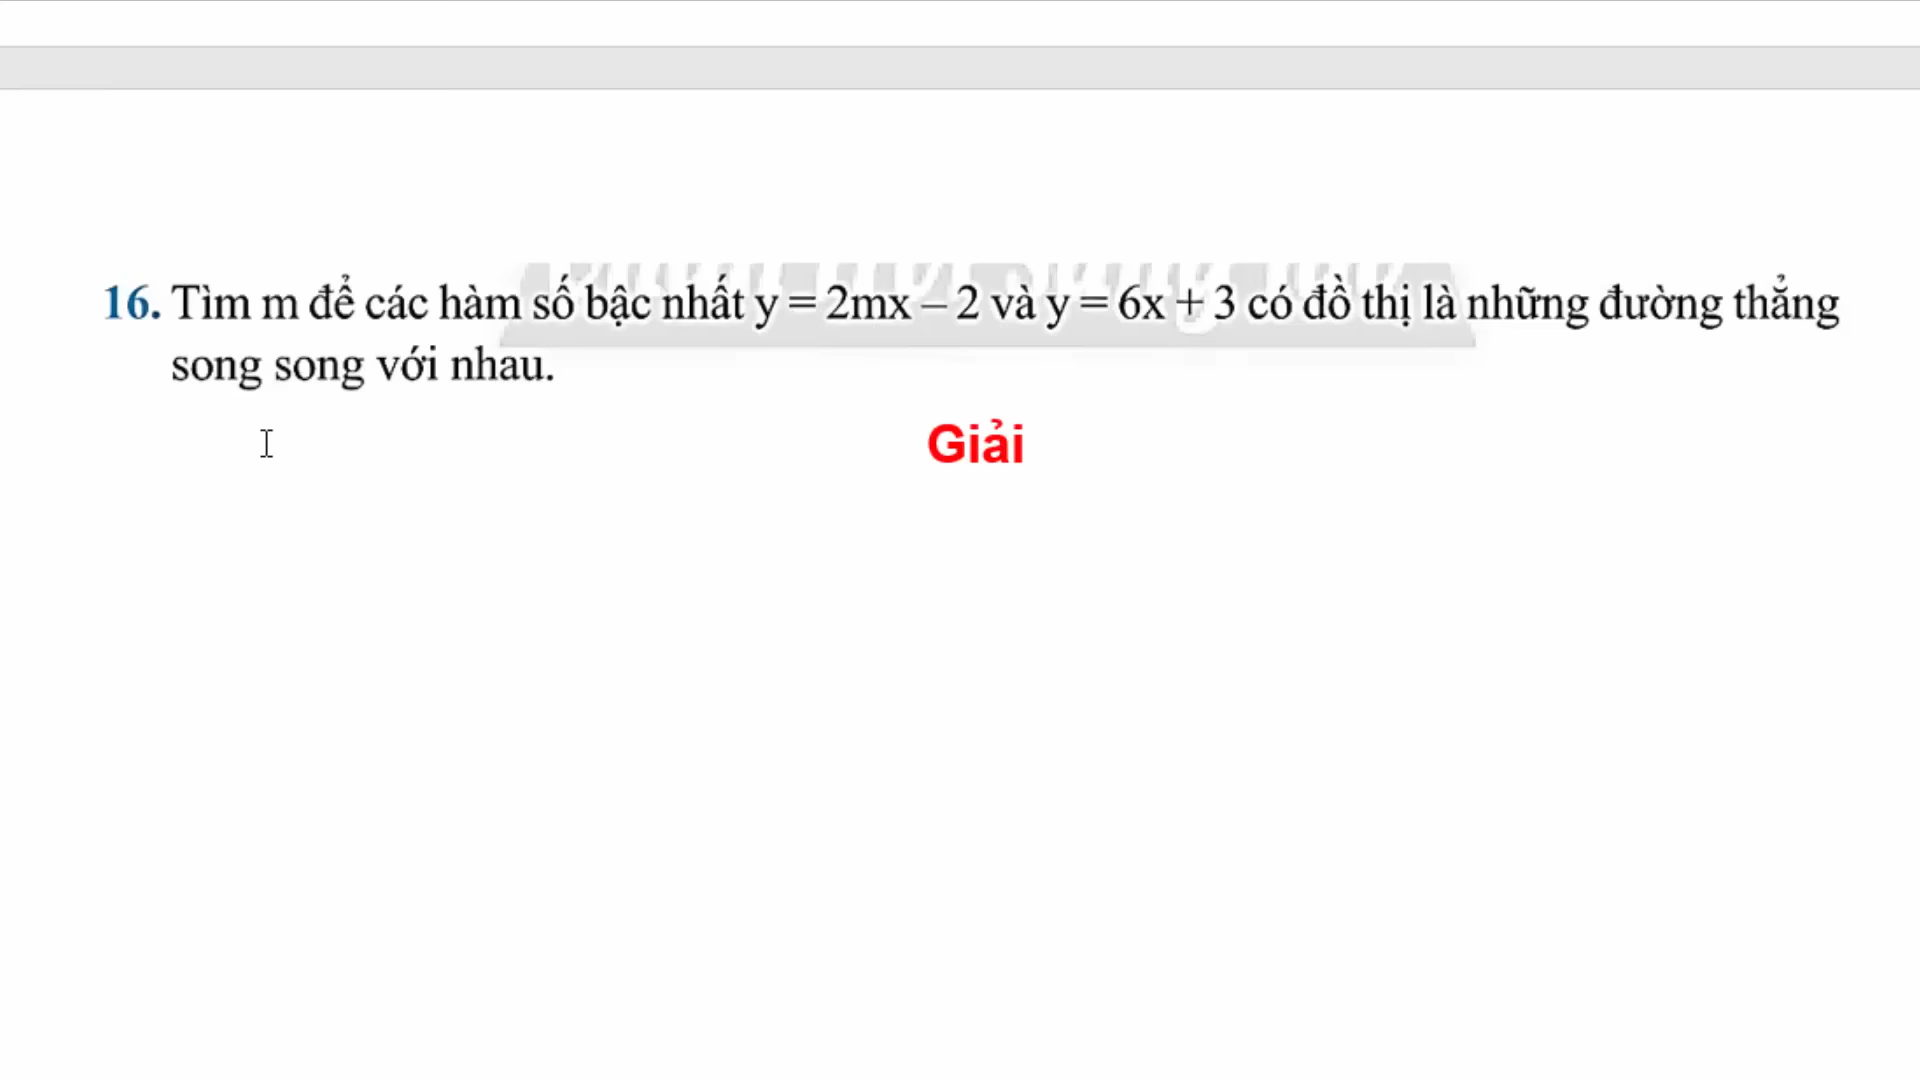 16. Tìm m để các hàm số bậc nhất y = 2mx – 2 và y = 6x + 3 có đồ thị là những đường thẳng
song song với nhau.
Giải